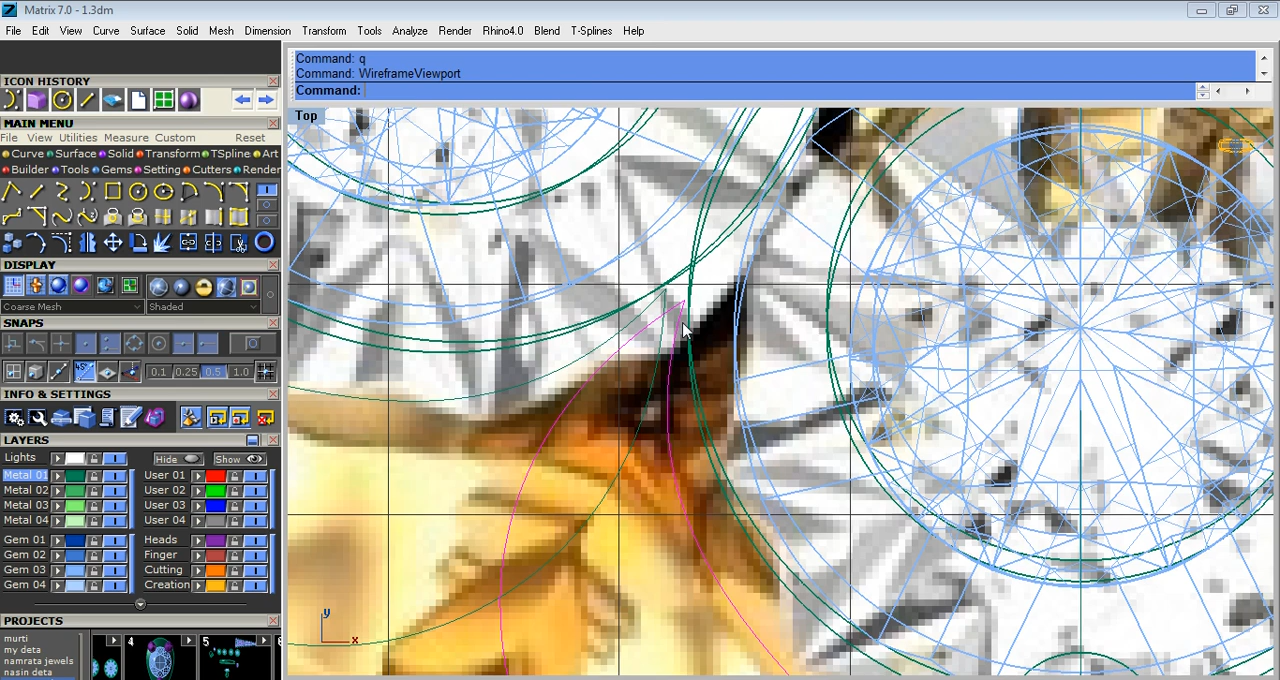 Matrix 7.0 - 1.3dm
File Edit View Curve Surface Solid Mesh Dimension Transform Tools Analyze Render Rhino4.0 Blend T-Splines Help
Command: q
Command: WireframeViewport
Command:
ICON HISTORY
MAIN MENU
File View Utilities Measure Custom Reset
Curve Surface Solid Transform TSpline Art
Builder Tools Gems Setting Cutters Render
DISPLAY
Coarse Mesh Shaded
SNAPS
45°
0.1 0.25 0.5 1.0
INFO & SETTINGS
LAYERS
Lights Hide Show
Metal 01 User 01
Metal 02 User 02
Metal 03 User 03
Metal 04 User 04
Gem 01 Heads
Gem 02 Finger
Gem 03 Cutting
Gem 04 Creation
PROJECTS
murti
my deta
namrata jewels
nasin deta
4 5
Top
y
x